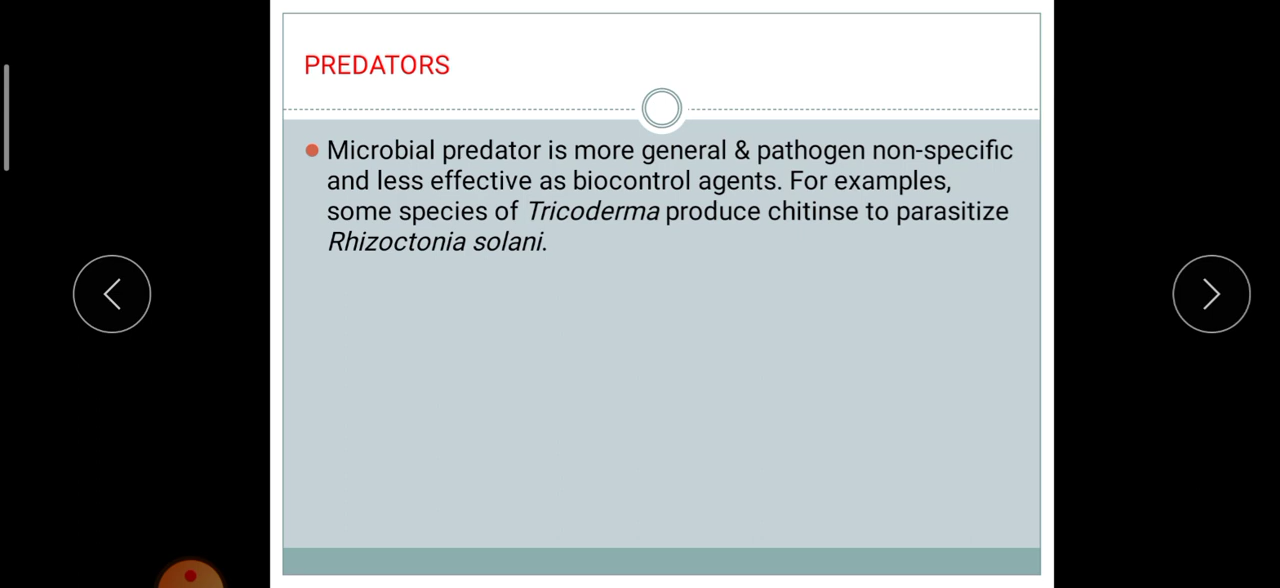 PREDATORS
Microbial predator is more general & pathogen non-specific
and less effective as biocontrol agents. For examples,
some species of Tricoderma produce chitinse to parasitize
Rhizoctonia solani.